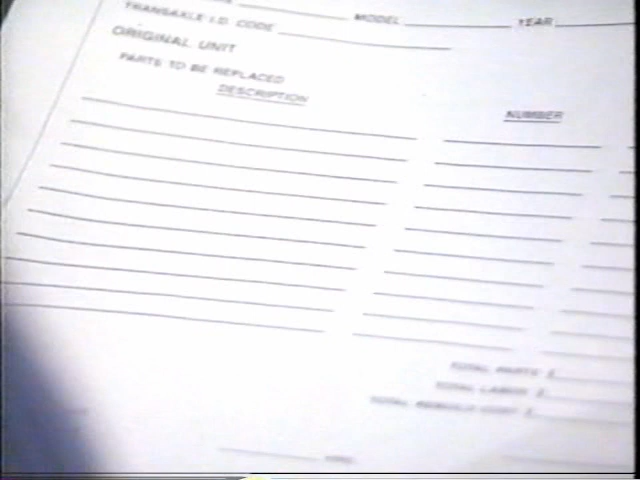 MODEL YEAR
TRANSAXLE I.D. CODE
ORIGINAL UNIT
PARTS TO BE REPLACED
DESCRIPTION NUMBER
TOTAL PARTS $
TOTAL LABOR $
TOTAL REBUILD COST $